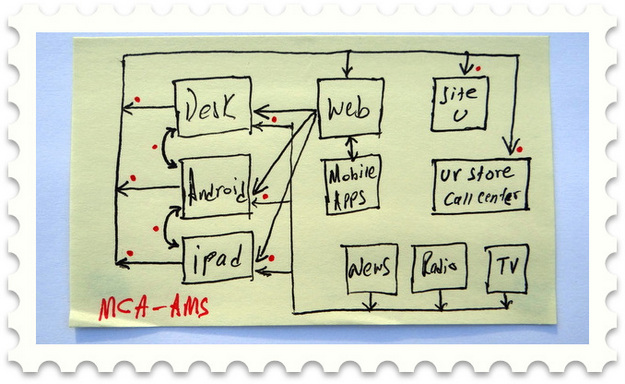 Desk
Web
Site
U
Android
Mobile
APPS
Ur Store
Call center
ipad
News
Radio
TV
MCA-AMS